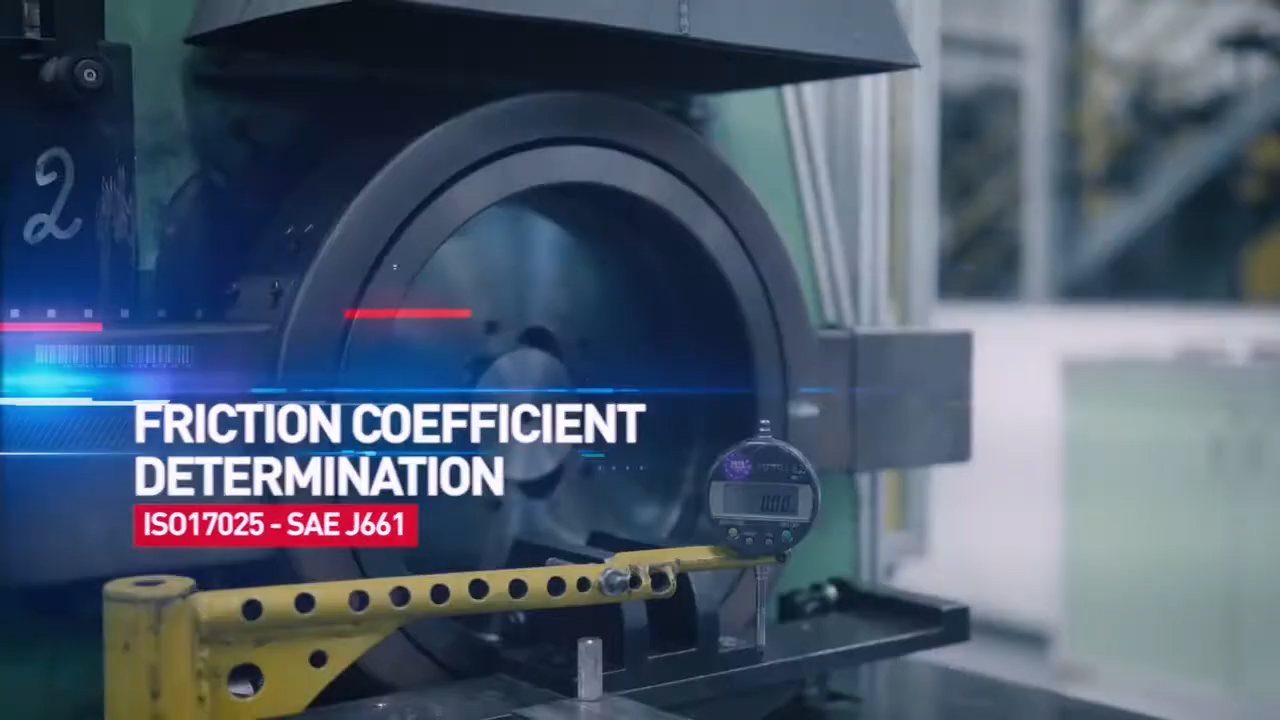 2
FRICTION COEFFICIENT
DETERMINATION
ISO17025 - SAE J661